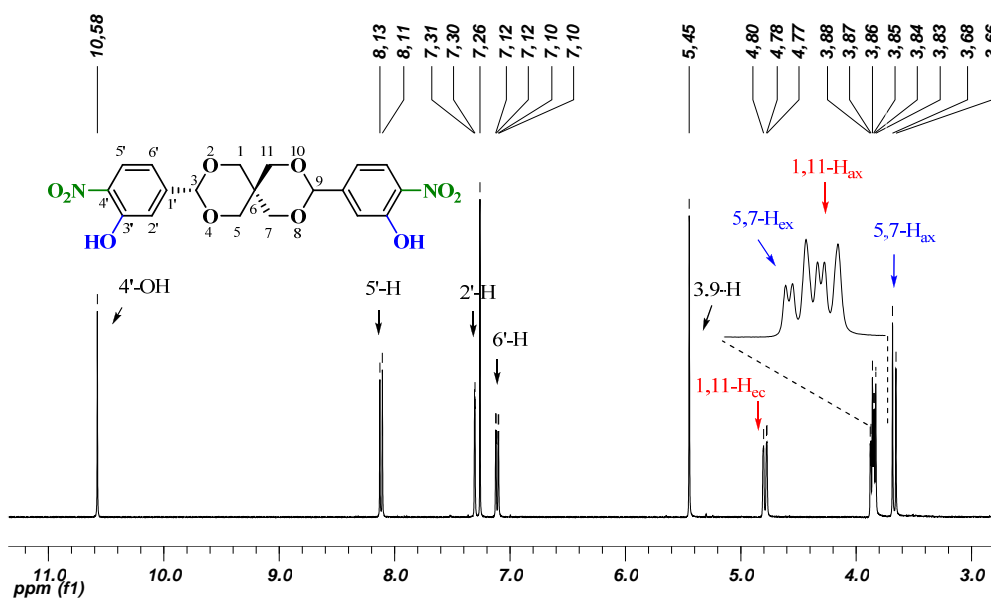 10,58
8,13
8,11
7,31
7,30
7,26
7,12
7,12
7,10
7,10
5,45
4,80
4,78
4,77
3,88
3,87
3,86
3,85
3,84
3,83
3,68
3,66
5' 6' 2 O 1 11 10 O
O₂N 4' 1' 3 6 9 NO₂
3' 2' O 4 5 7 O 8
HO OH
1,11-Hax
5,7-Hex
5,7-Hax
4'-OH
5'-H
2'-H
3.9-H
6'-H
1,11-Hec
11.0 10.0 9.0 8.0 7.0 6.0 5.0 4.0 3.0
ppm (f1)